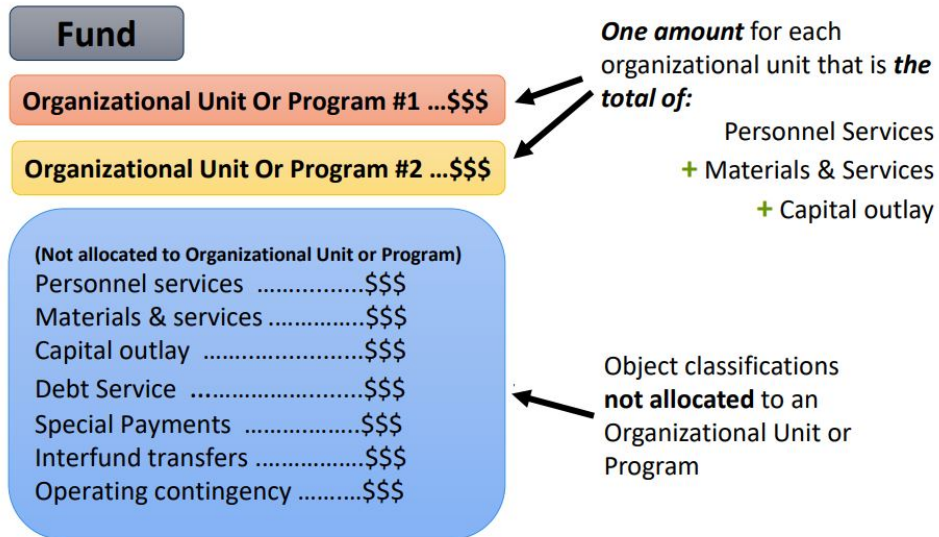 Fund
Organizational Unit Or Program #1 ...$$$
Organizational Unit Or Program #2 ...$$$
(Not allocated to Organizational Unit or Program)
Personnel services .................$$$
Materials & services ...............$$$
Capital outlay .........................$$$
Debt Service ...........................$$$
Special Payments ..................$$$
Interfund transfers .................$$$
Operating contingency ..........$$$
One amount for each
organizational unit that is the
total of:
Personnel Services
+ Materials & Services
+ Capital outlay
Object classifications
not allocated to an
Organizational Unit or
Program